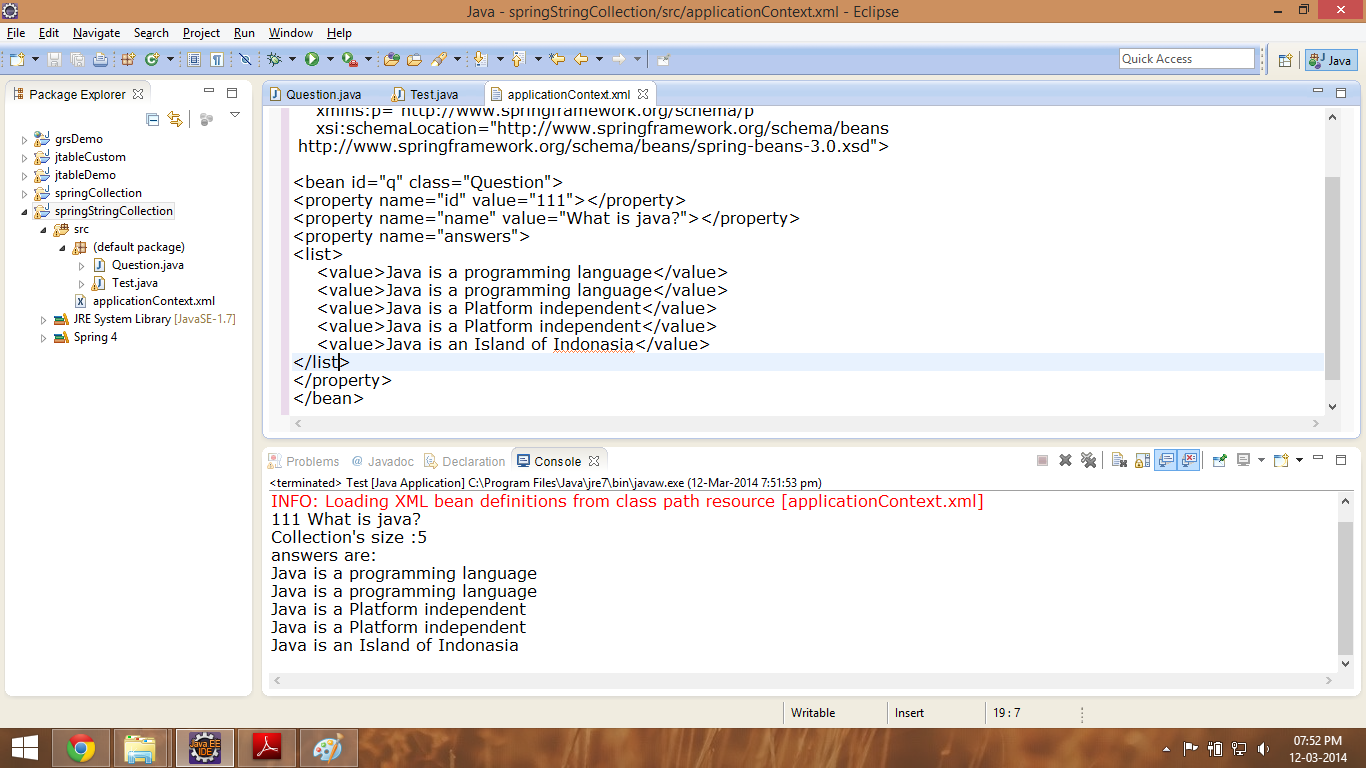 Java - springStringCollection/src/applicationContext.xml - Eclipse
File Edit Navigate Search Project Run Window Help
Quick Access
Java
Package Explorer
grsDemo
jtableCustom
jtableDemo
springCollection
springStringCollection
src
(default package)
Question.java
Test.java
applicationContext.xml
JRE System Library [JavaSE-1.7]
Spring 4
Question.java Test.java applicationContext.xml
xmlns:p="http://www.springframework.org/schema/p"
xsi:schemaLocation="http://www.springframework.org/schema/beans
http://www.springframework.org/schema/beans/spring-beans-3.0.xsd">
<bean id="q" class="Question">
<property name="id" value="111"></property>
<property name="name" value="What is java?"></property>
<property name="answers">
<list>
<value>Java is a programming language</value>
<value>Java is a programming language</value>
<value>Java is a Platform independent</value>
<value>Java is a Platform independent</value>
<value>Java is an Island of Indonasia</value>
</list>
</property>
</bean>
Problems @ Javadoc Declaration Console
<terminated> Test [Java Application] C:\Program Files\Java\jre7\bin\javaw.exe (12-Mar-2014 7:51:53 pm)
INFO: Loading XML bean definitions from class path resource [applicationContext.xml]
111 What is java?
Collection's size :5
answers are:
Java is a programming language
Java is a programming language
Java is a Platform independent
Java is a Platform independent
Java is an Island of Indonasia
Writable Insert 19 : 7
Java EE
IDE
07:52 PM
12-03-2014